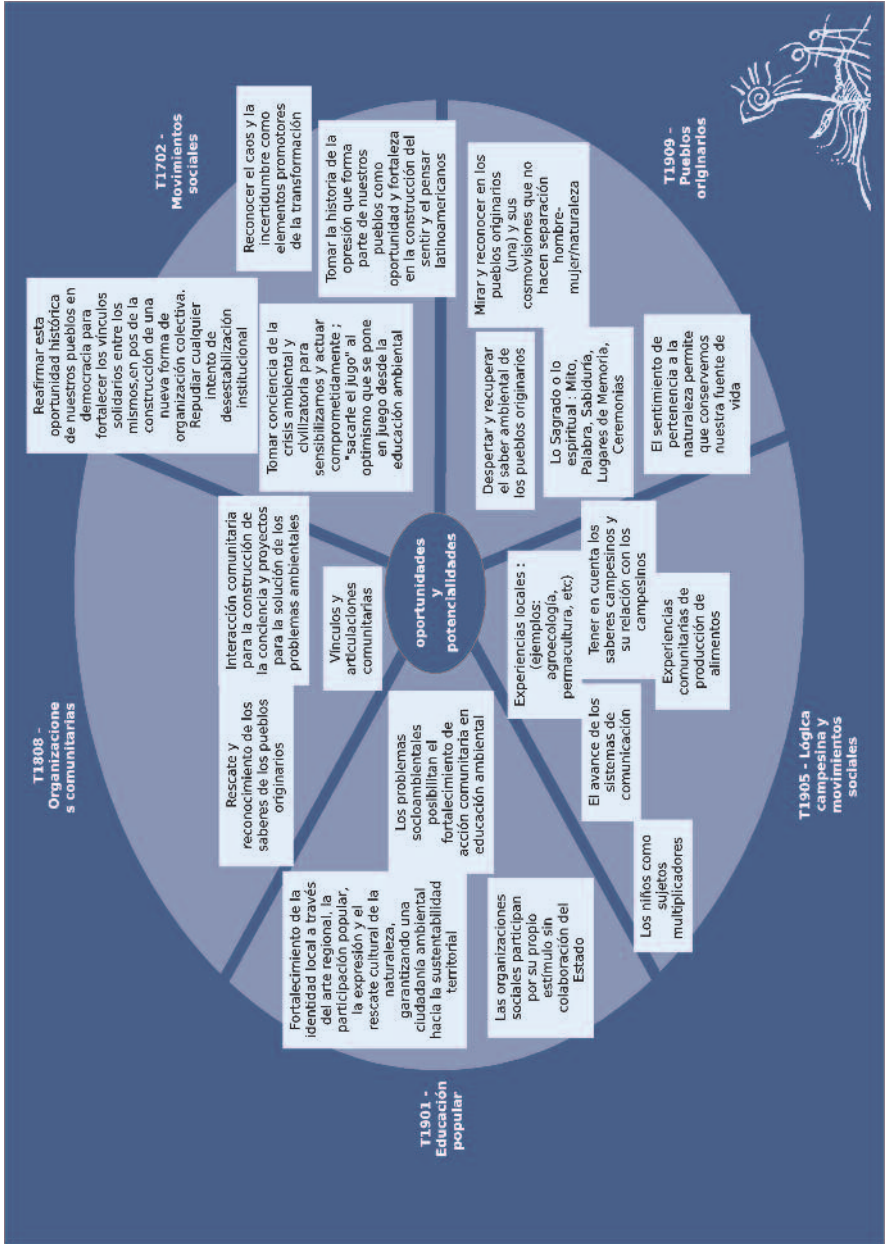 T1808 -
Organizacione
s comunitarias
Rescate y
reconocimiento de los
saberes de los pueblos
originarios
Interacción comunitaria
para la construcción de
la conciencia y proyectos
para la solución de los
problemas ambientales
Vínculos y
articulaciones
comunitarias
T1702 -
Movimientos
sociales
Reafirmar esta
oportunidad histórica
de nuestros pueblos en
democracia para
fortalecer los vínculos
solidarios entre los
mismos,en pos de la
construcción de una
nueva forma de
organización colectiva.
Repudiar cualquier
intento de
desestabilización
institucional
Reconocer el caos y la
incertidumbre como
elementos promotores
de la transformación
Tomar conciencia de la
crisis ambiental y
civilizatoria para
sensibilizarnos y actuar
comprometidamente ;
"sacarle el jugo" al
optimismo que se pone
en juego desde la
educación ambiental
Tomar la historia de la
opresión que forma
parte de nuestros
pueblos como
oportunidad y fortaleza
en la construcción del
sentir y el pensar
latinoamericanos
T1901 -
Educación
popular
Fortalecimiento de la
identidad local a través
del arte regional, la
participación popular,
la expresión y el
rescate cultural de la
naturaleza,
garantizando una
ciudadanía ambiental
hacia la sustentabilidad
territorial
Los problemas
socioambientales
posibilitan el
fortalecimiento de
acción comunitaria en
educación ambiental
Las organizaciones
sociales participan
por su propio
estímulo sin
colaboración del
Estado
oportunidades
y
potencialidades
T1909 -
Pueblos
originarios
Mirar y reconocer en los
pueblos originarios
(una) y sus
cosmovisiones que no
hacen separación
hombre-
mujer/naturaleza
Despertar y recuperar
el saber ambiental de
los pueblos originarios
Lo Sagrado o lo
espiritual : Mito,
Palabra, Sabiduría,
Lugares de Memoria,
Ceremonias
El sentimiento de
pertenencia a la
naturaleza permite
que conservemos
nuestra fuente de
vida
Experiencias locales :
(ejemplos:
agroecología,
permacultura, etc)
Tener en cuenta los
saberes campesinos y
su relación con los
campesinos
El avance de los
sistemas de
comunicación
Experiencias
comunitarias de
producción de
alimentos
Los niños como
sujetos
multiplicadores
T1905 - Lógica
campesina y
movimientos
sociales